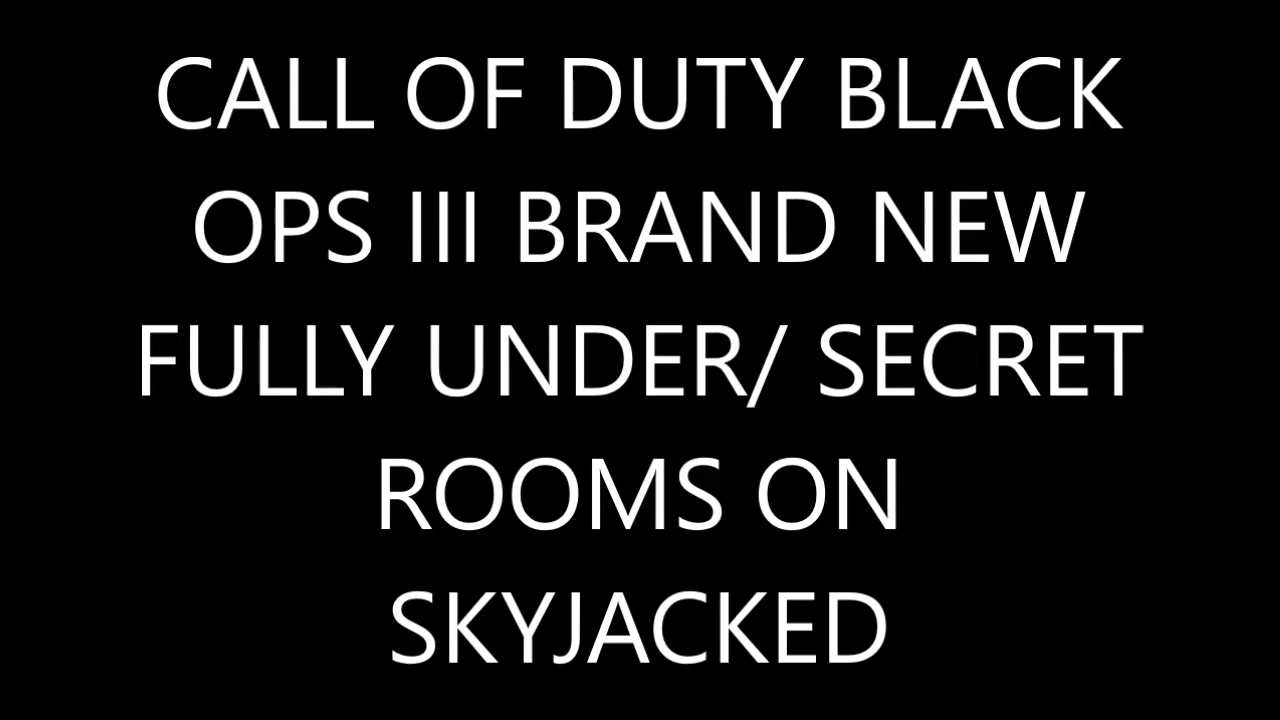 CALL OF DUTY BLACK
OPS III BRAND NEW
FULLY UNDER/ SECRET
ROOMS ON
SKYJACKED